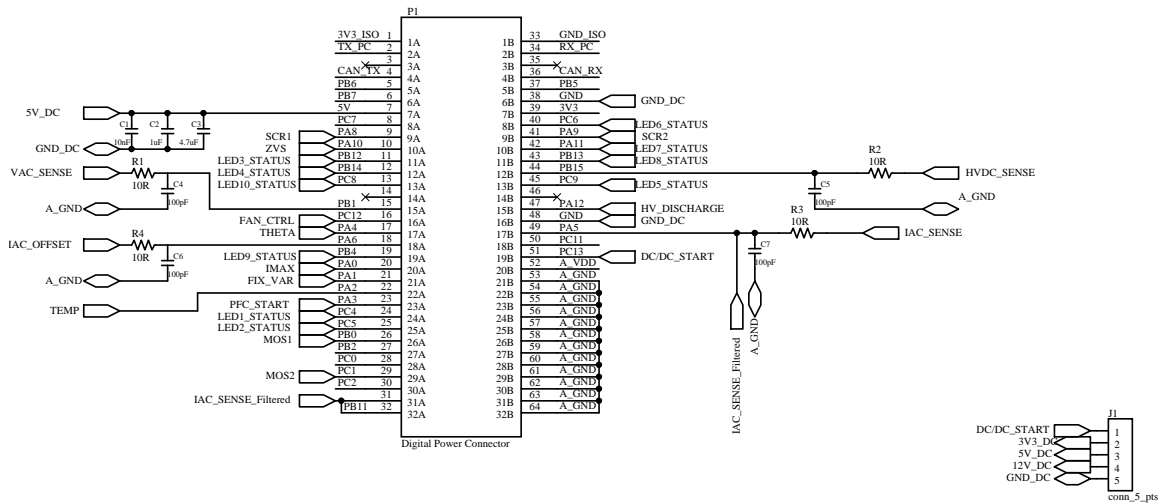 P1
3V3_ISO 1 1A 1B 33 GND_ISO
TX_PC 2 2A 2B 34 RX_PC
3 3A 3B 35
CAN_TX 4 4A 4B 36 CAN_RX
PB6 5 5A 5B 37 PB5
PB7 6 6A 6B 38 GND GND_DC
5V_DC 5V 7 7A 7B 39 3V3
PC7 8 8A 8B 40 PC6 LED6_STATUS
C1 C2 C3
10nF 1uF 4.7uF
SCR1 PA8 9 9A 9B 41 PA9 SCR2
GND_DC ZVS PA10 10 10A 10B 42 PA11 LED7_STATUS
LED3_STATUS PB12 11 11A 11B 43 PB13 LED8_STATUS
R1 R2
VAC_SENSE 10R LED4_STATUS PB14 12 12A 12B 44 PB15 10R HVDC_SENSE
LED10_STATUS PC8 13 13A 13B 45 PC9 LED5_STATUS
C4 100pF C5 100pF
14 14A 14B 46
A_GND PB1 15 15A 15B 47 PA12 HV_DISCHARGE A_GND
FAN_CTRL PC12 16 16A 16B 48 GND GND_DC
R4 R3
THETA PA4 17 17A 17B 49 PA5 10R IAC_SENSE
IAC_OFFSET 10R PA6 18 18A 18B 50 PC11
C6 100pF C7 100pF
LED9_STATUS PB4 19 19A 19B 51 PC13 DC/DC_START
IMAX PA0 20 20A 20B 52 A_VDD
A_GND FIX_VAR PA1 21 21A 21B 53 A_GND
PA2 22 22A 22B 54 A_GND
TEMP PFC_START PA3 23 23A 23B 55 A_GND
LED1_STATUS PC4 24 24A 24B 56 A_GND
LED2_STATUS PC5 25 25A 25B 57 A_GND
MOS1 PB0 26 26A 26B 58 A_GND
PB2 27 27A 27B 59 A_GND
PC0 28 28A 28B 60 A_GND
MOS2 PC1 29 29A 29B 61 A_GND
PC2 30 30A 30B 62 A_GND
IAC_SENSE_Filtered 31 31A 31B 63 A_GND
PB11 32 32A 32B 64 A_GND
Digital Power Connector
IAC_SENSE_Filtered
A_GND
J1
DC/DC_START 1
3V3_DC 2
5V_DC 3
12V_DC 4
GND_DC 5
conn_5_pts